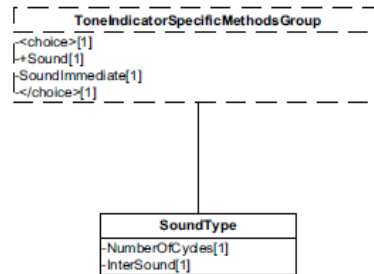 ToneIndicatorSpecificMethodsGroup
-<choice>[1]
-+Sound[1]
-SoundImmediate[1]
-</choice>[1]
SoundType
-NumberOfCycles[1]
-InterSound[1]